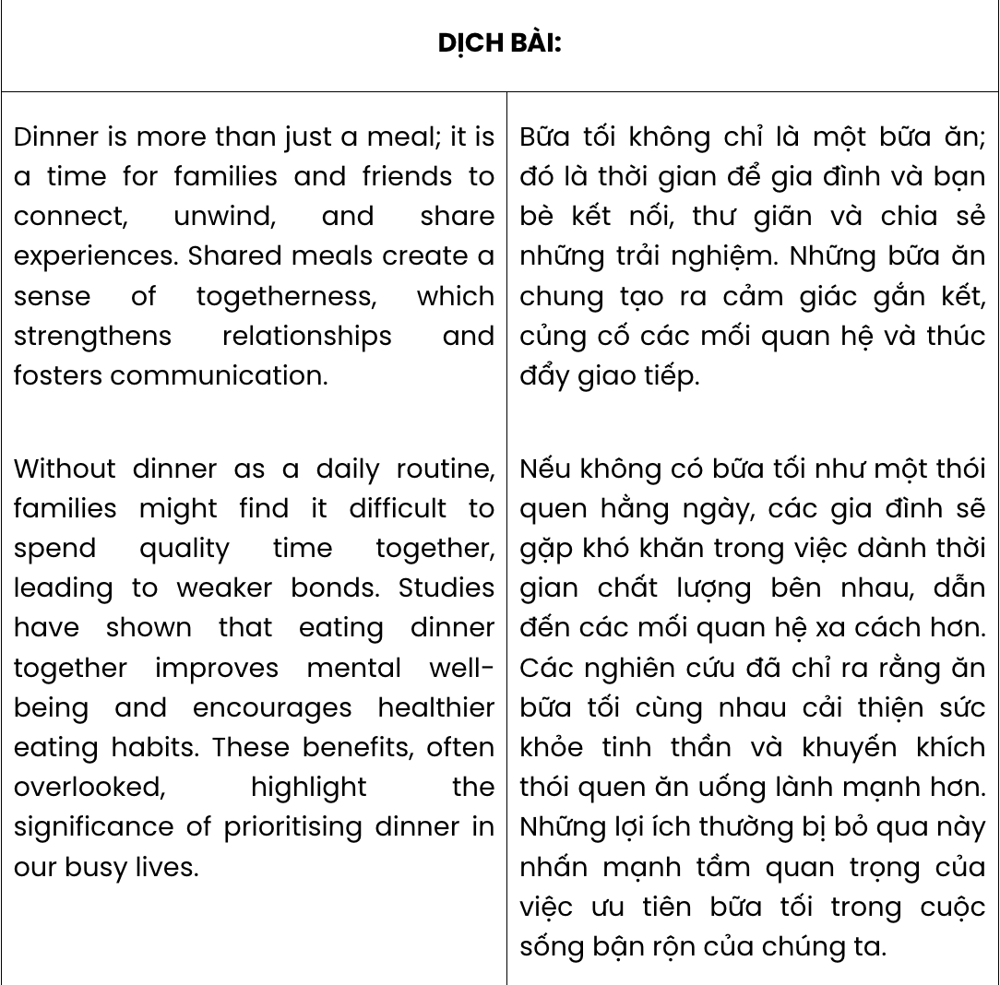 DỊCH BÀI:
Dinner is more than just a meal; it is
a time for families and friends to
connect, unwind, and share
experiences. Shared meals create a
sense of togetherness, which
strengthens relationships and
fosters communication.
Without dinner as a daily routine,
families might find it difficult to
spend quality time together,
leading to weaker bonds. Studies
have shown that eating dinner
together improves mental well-
being and encourages healthier
eating habits. These benefits, often
overlooked, highlight the
significance of prioritising dinner in
our busy lives.
Bữa tối không chỉ là một bữa ăn;
đó là thời gian để gia đình và bạn
bè kết nối, thư giãn và chia sẻ
những trải nghiệm. Những bữa ăn
chung tạo ra cảm giác gắn kết,
củng cố các mối quan hệ và thúc
đẩy giao tiếp.
Nếu không có bữa tối như một thói
quen hằng ngày, các gia đình sẽ
gặp khó khăn trong việc dành thời
gian chất lượng bên nhau, dẫn
đến các mối quan hệ xa cách hơn.
Các nghiên cứu đã chỉ ra rằng ăn
bữa tối cùng nhau cải thiện sức
khỏe tinh thần và khuyến khích
thói quen ăn uống lành mạnh hơn.
Những lợi ích thường bị bỏ qua này
nhấn mạnh tầm quan trọng của
việc ưu tiên bữa tối trong cuộc
sống bận rộn của chúng ta.